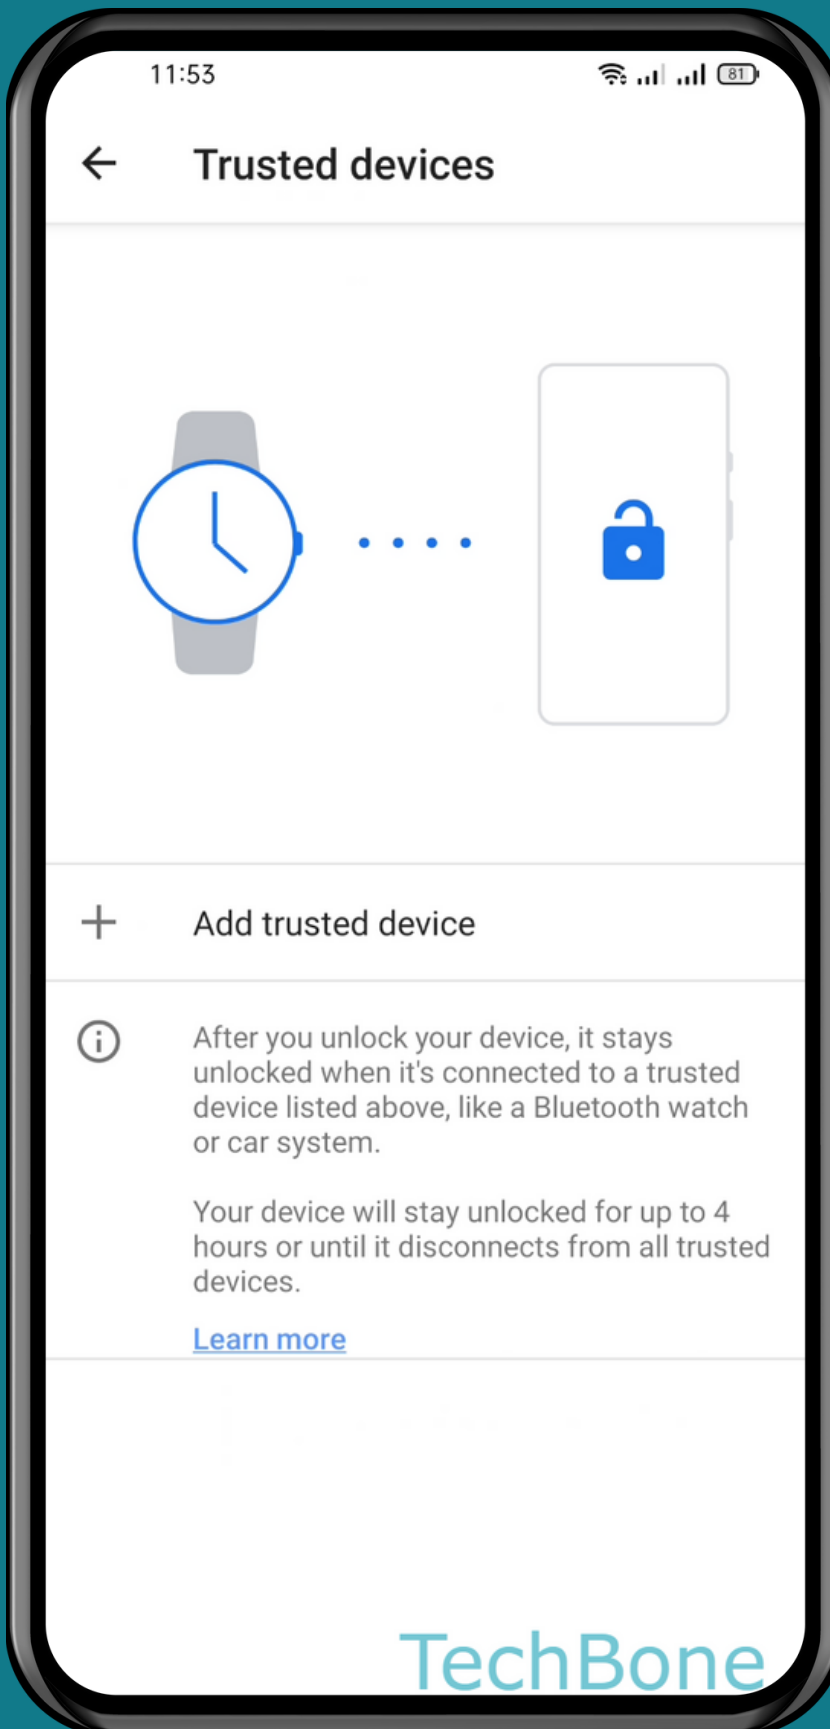 11:53
81
Trusted devices
Add trusted device
After you unlock your device, it stays
unlocked when it's connected to a trusted
device listed above, like a Bluetooth watch
or car system.
Your device will stay unlocked for up to 4
hours or until it disconnects from all trusted
devices.
Learn more
TechBone